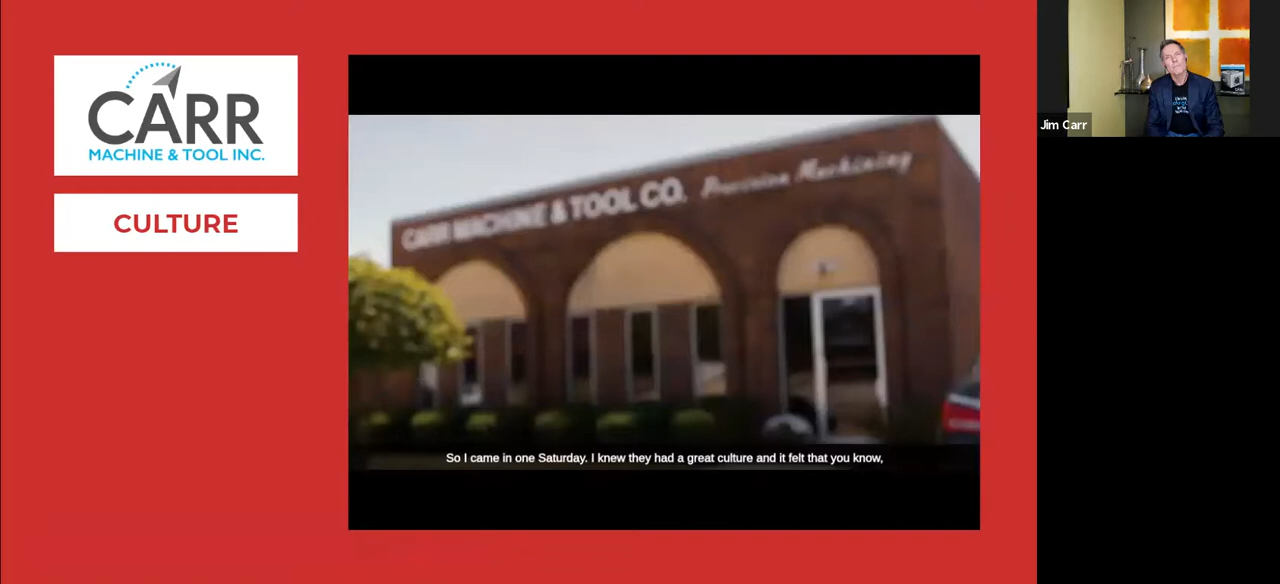 CARR
MACHINE & TOOL INC.
CULTURE
CARR MACHINE & TOOL CO. Precision Machining
So I came in one Saturday. I knew they had a great culture and it felt that you know,
Jim Carr